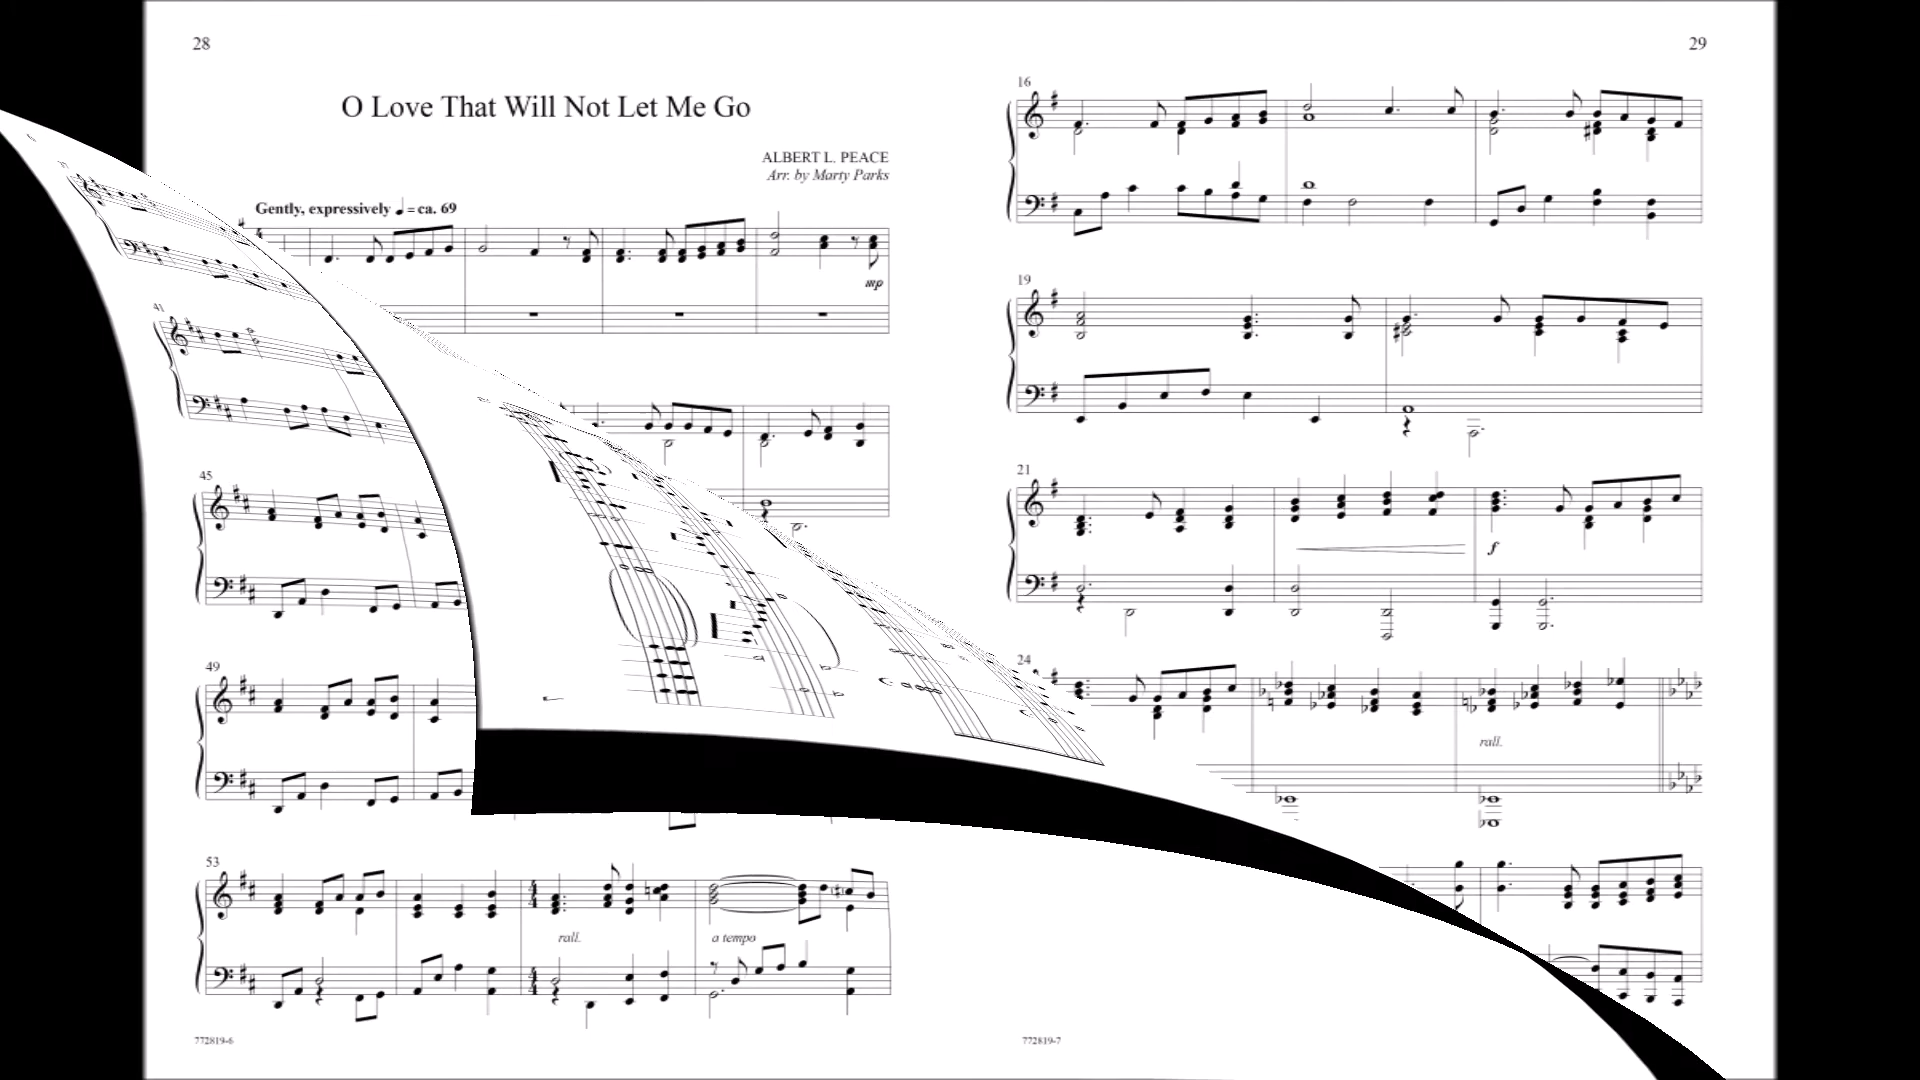 28
O Love That Will Not Let Me Go
ALBERT L. PEACE
Arr. by Marty Parks
Gently, expressively ♩ = ca. 69
mp
41
45
49
53
rall.
a tempo
772819-6
29
16
19
21
f
24
rall.
772819-7